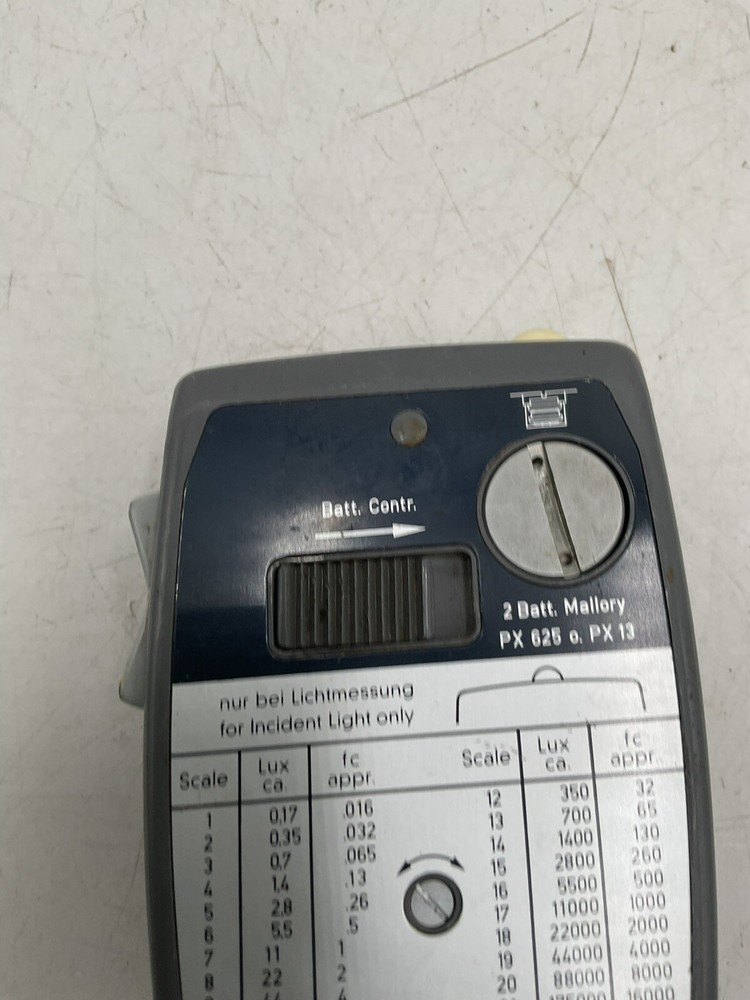 Batt. Contr.
2 Batt. Mallory
PX 625 o. PX 13
nur bei Lichtmessung
for Incident Light only
Scale Lux ca. fc appr.
1 0,17 .016
2 0,35 .032
3 0,7 .065
4 1,4 .13
5 2,8 .26
6 5,5 .5
7 11 1
8 22 2
Scale Lux ca. fc appr.
12 350 32
13 700 65
14 1400 130
15 2800 260
16 5500 500
17 11000 1000
18 22000 2000
19 44000 4000
20 88000 8000